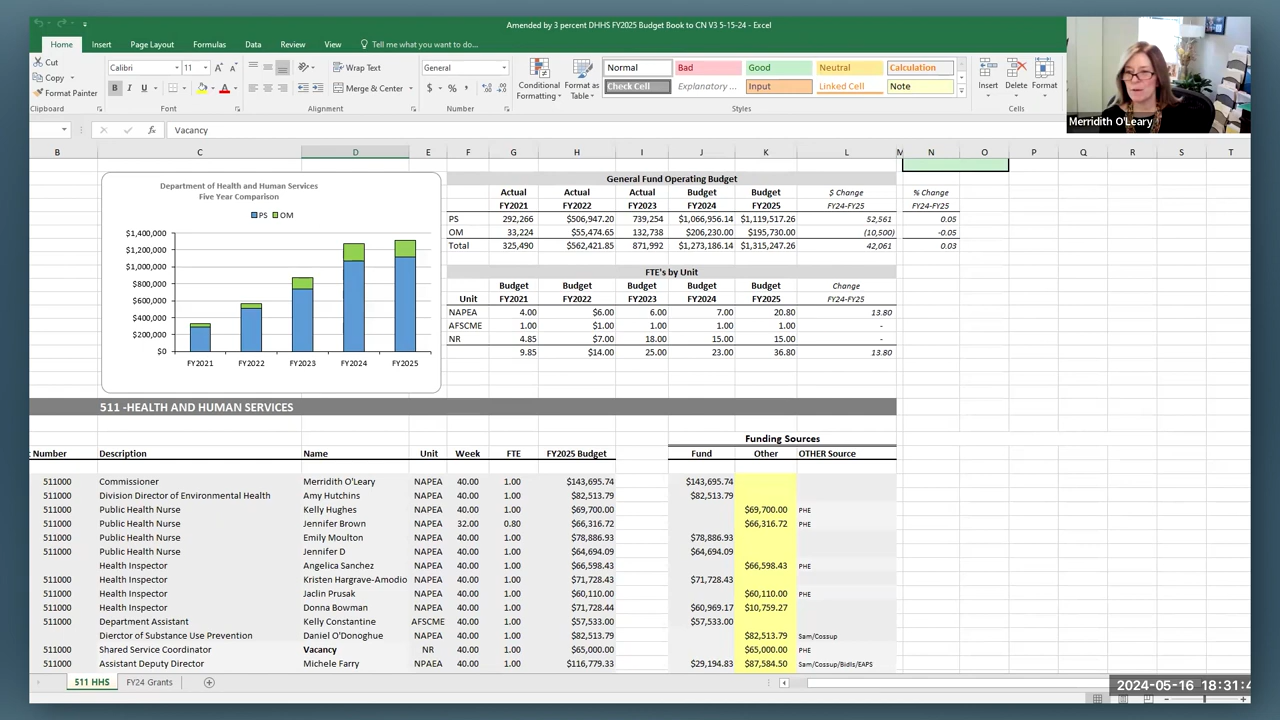 Amended by 3 percent DHHS FY2025 Budget Book to CN V3 5-15-24 - Excel
Home Insert Page Layout Formulas Data Review View Tell me what you want to do...
Cut
Copy
Format Painter
Clipboard
Calibri 11
B U
Font
Wrap Text
Merge & Center
Alignment
General
$ % ,
Number
Conditional Formatting
Format as Table
Normal Bad Good Neutral Calculation
Check Cell Explanatory ... Input Linked Cell Note
Styles
Insert Delete Format
Cells
Merridith O'Leary
fx Vacancy
B C D E F G H I J K L M N O P Q R S T
Department of Health and Human Services
Five Year Comparison
PS OM
$1,400,000
$1,200,000
$1,000,000
$800,000
$600,000
$400,000
$200,000
$0
FY2021 FY2022 FY2023 FY2024 FY2025
General Fund Operating Budget
Actual Actual Actual Budget Budget $ Change % Change
FY2021 FY2022 FY2023 FY2024 FY2025 FY24-FY25 FY24-FY25
PS 292,266 $506,947.20 739,254 $1,066,956.14 $1,119,517.26 52,561 0.05
OM 33,224 $55,474.65 132,738 $206,230.00 $195,730.00 (10,500) -0.05
Total 325,490 $562,421.85 871,992 $1,273,186.14 $1,315,247.26 42,061 0.03
FTE's by Unit
Budget Budget Budget Budget Budget Change
Unit FY2021 FY2022 FY2023 FY2024 FY2025 FY24-FY25
NAPEA 4.00 $6.00 6.00 7.00 20.80 13.80
AFSCME 1.00 $1.00 1.00 1.00 1.00 -
NR 4.85 $7.00 18.00 15.00 15.00 -
9.85 $14.00 25.00 23.00 36.80 13.80
511 -HEALTH AND HUMAN SERVICES
Funding Sources
t Number Description Name Unit Week FTE FY2025 Budget Fund Other OTHER Source
511000 Commissioner Merridith O'Leary NAPEA 40.00 1.00 $143,695.74 $143,695.74
511000 Division Director of Environmental Health Amy Hutchins NAPEA 40.00 1.00 $82,513.79 $82,513.79
511000 Public Health Nurse Kelly Hughes NAPEA 40.00 1.00 $69,700.00 $69,700.00 PHE
511000 Public Health Nurse Jennifer Brown NAPEA 32.00 0.80 $66,316.72 $66,316.72 PHE
511000 Public Health Nurse Emily Moulton NAPEA 40.00 1.00 $78,886.93 $78,886.93
511000 Public Health Nurse Jennifer D NAPEA 40.00 1.00 $64,694.09 $64,694.09
Health Inspector Angelica Sanchez NAPEA 40.00 1.00 $66,598.43 $66,598.43 PHE
511000 Health Inspector Kristen Hargrave-Amodio NAPEA 40.00 1.00 $71,728.43 $71,728.43
511000 Health Inspector Jaclin Prusak NAPEA 40.00 1.00 $60,110.00 $60,110.00 PHE
511000 Health Inspector Donna Bowman NAPEA 40.00 1.00 $71,728.44 $60,969.17 $10,759.27
511000 Department Assistant Kelly Constantine AFSCME 40.00 1.00 $57,533.00 $57,533.00
Dierctor of Substance Use Prevention Daniel O'Donoghue NAPEA 40.00 1.00 $82,513.79 $82,513.79 Sam/Cossup
511000 Shared Service Coordinator Vacancy NR 40.00 1.00 $65,000.00 $65,000.00 PHE
511000 Assistant Deputy Director Michele Farry NPAEA 40.00 1.00 $116,779.33 $29,194.83 $87,584.50 Sam/Cossup/Bidls/EAPS
511 HHS FY24 Grants
2024-05-16 18:31:4